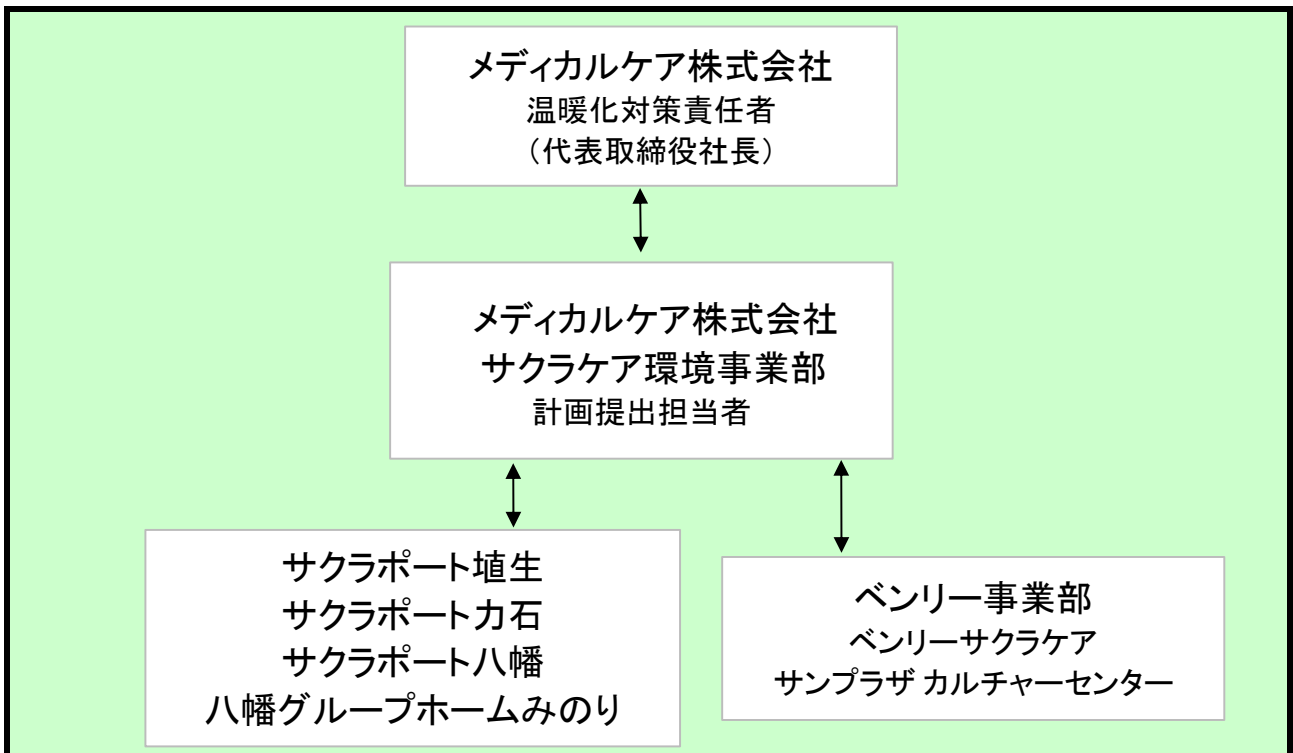 メディカルケア株式会社
温暖化対策責任者
（代表取締役社長）
メディカルケア株式会社
サクラケア環境事業部
計画提出担当者
サクラポート埴生
サクラポート力石
サクラポート八幡
八幡グループホームみのり
ベンリー事業部
ベンリーサクラケア
サンプラザ カルチャーセンター